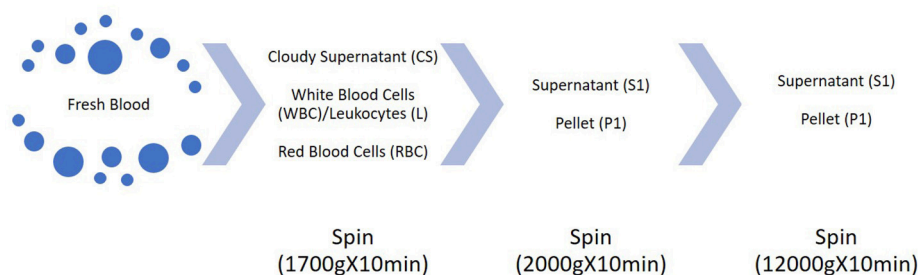 Fresh Blood
Cloudy Supernatant (CS)
White Blood Cells
(WBC)/Leukocytes (L)
Red Blood Cells (RBC)
Supernatant (S1)
Pellet (P1)
Supernatant (S1)
Pellet (P1)
Spin
(1700gX10min)
Spin
(2000gX10min)
Spin
(12000gX10min)